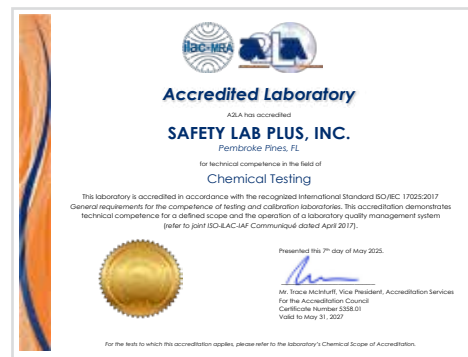 ilac-MRA
A2LA
Accredited Laboratory
A2LA has accredited
SAFETY LAB PLUS, INC.
Pembroke Pines, FL
for technical competence in the field of
Chemical Testing
This laboratory is accredited in accordance with the recognized International Standard ISO/IEC 17025:2017
General requirements for the competence of testing and calibration laboratories. This accreditation demonstrates
technical competence for a defined scope and the operation of a laboratory quality management system
(refer to joint ISO-ILAC-IAF Communiqué dated April 2017).
Presented this 7th day of May 2025.
Mr. Trace McInturff, Vice President, Accreditation Services
For the Accreditation Council
Certificate Number 5358.01
Valid to May 31, 2027
For the tests to which this accreditation applies, please refer to the laboratory's Chemical Scope of Accreditation.